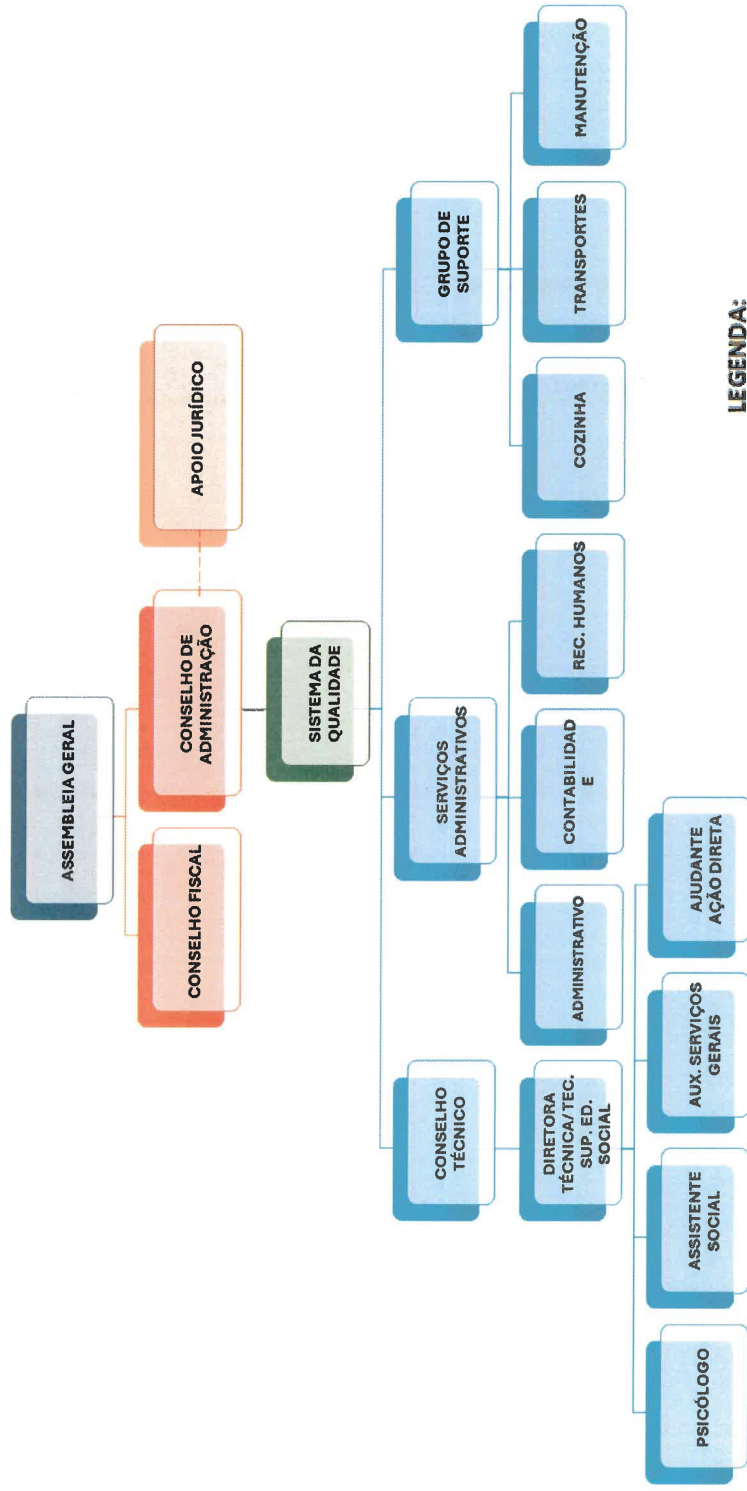 ASSEMBLEIA GERAL
CONSELHO FISCAL
CONSELHO DE
ADMINISTRAÇÃO
APOIO JURÍDICO
SISTEMA DA
QUALIDADE
CONSELHO
TÉCNICO
SERVIÇOS
ADMINISTRATIVOS
GRUPO DE
SUPORTE
DIRETORA
TÉCNICA/ TEC.
SUP. ED.
SOCIAL
ADMINISTRATIVO
CONTABILIDAD
E
REC. HUMANOS
COZINHA
TRANSPORTES
MANUTENÇÃO
PSICÓLOGO
ASSISTENTE
SOCIAL
AUX. SERVIÇOS
GERAIS
AJUDANTE
AÇÃO DIRETA
LEGENDA: